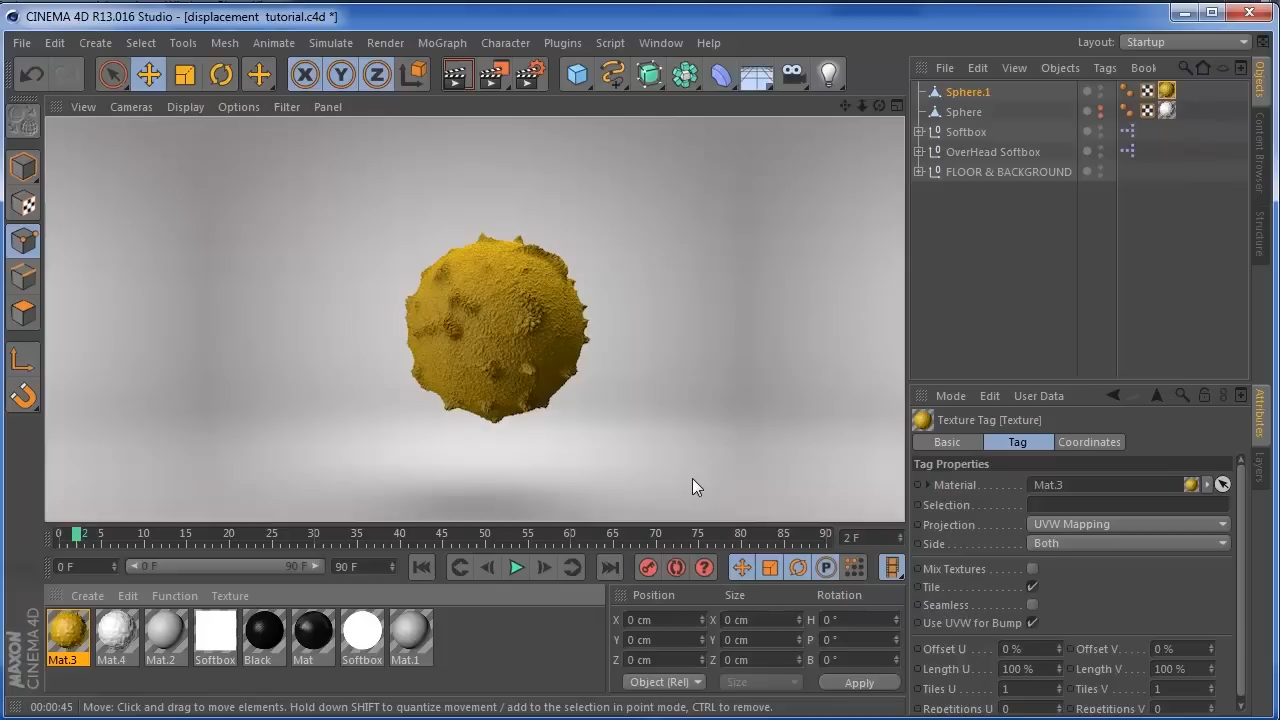 CINEMA 4D R13.016 Studio - [displacement tutorial.c4d *]
File Edit Create Select Tools Mesh Animate Simulate Render MoGraph Character Plugins Script Window Help Layout: Startup
View Cameras Display Options Filter Panel
File Edit View Objects Tags Bool
Sphere.1
Sphere
Softbox
OverHead Softbox
FLOOR & BACKGROUND
Objects
Content Browser
Structure
Mode Edit User Data
Texture Tag [Texture]
Basic Tag Coordinates
Tag Properties
Material Mat.3
Selection
Projection UVW Mapping
Side Both
Mix Textures
Tile
Seamless
Use UVW for Bump
Offset U 0 % Offset V 0 %
Length U 100 % Length V 100 %
Tiles U 1 Tiles V 1
Repetitions U 0 Repetitions V 0
Attributes
Layers
0 2 5 10 15 20 25 30 35 40 45 50 55 60 65 70 75 80 85 90 2 F
0 F 0 F 90 F 90 F
Create Edit Function Texture
Mat.3 Mat.4 Mat.2 Softbox Black Mat Softbox Mat.1
Position Size Rotation
X 0 cm X 0 cm H 0 °
Y 0 cm Y 0 cm P 0 °
Z 0 cm Z 0 cm B 0 °
Object (Rel) Size Apply
MAXON
CINEMA 4D
00:00:45 Move: Click and drag to move elements. Hold down SHIFT to quantize movement / add to the selection in point mode, CTRL to remove.